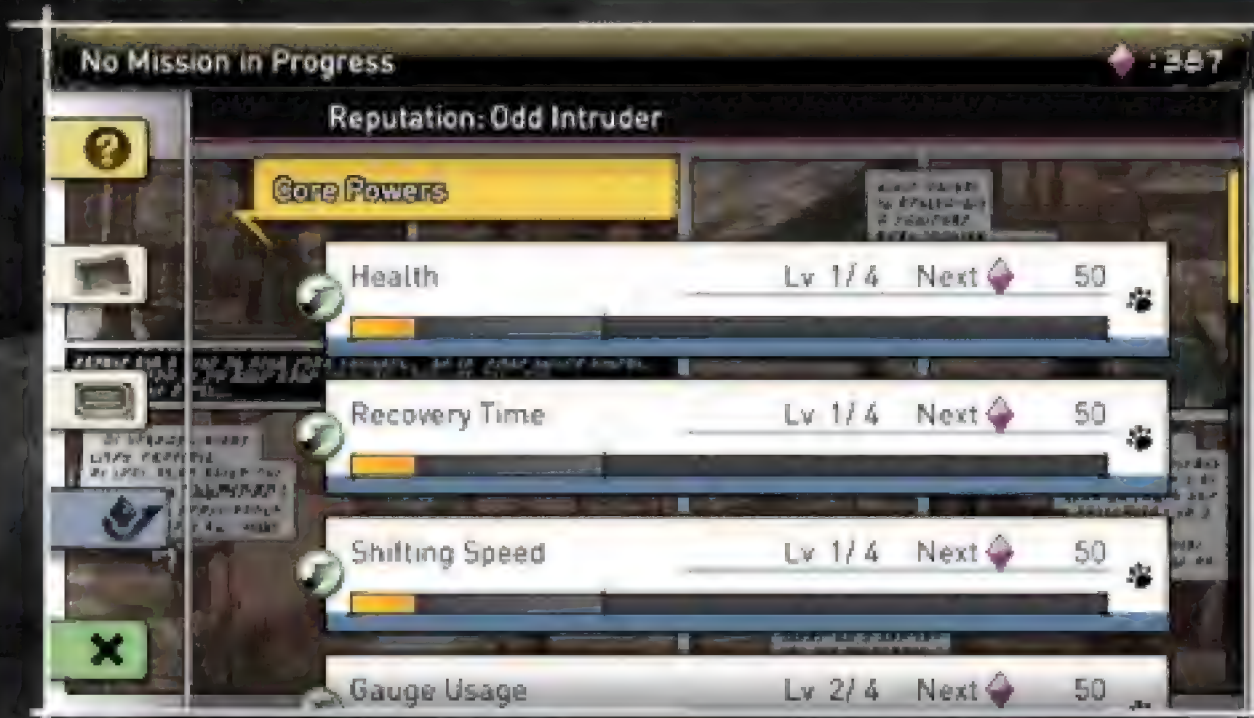 No Mission in Progress
: 387
Reputation: Odd Intruder
?
Core Powers
Health Lv 1/4 Next 50
Recovery Time Lv 1/4 Next 50
Shifting Speed Lv 1/4 Next 50
Gauge Usage Lv 2/4 Next 50